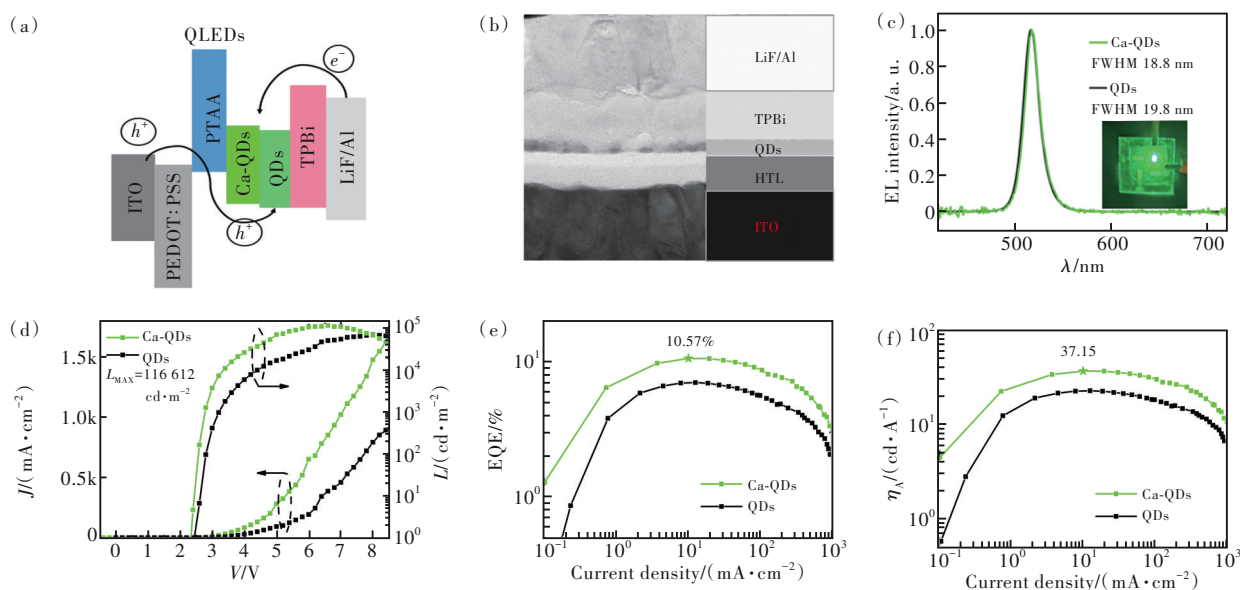 (a)
QLEDs
PTAA
e⁻
h⁺
ITO
PEDOT:PSS
Ca-QDs
QDs
TPBi
LiF/Al
h⁺
(b)
LiF/Al
TPBi
QDs
HTL
ITO
(c)
EL intensity/a. u.
1.0
0.8
0.6
0.4
0.2
0
Ca-QDs
FWHM 18.8 nm
QDs
FWHM 19.8 nm
500 600 700
λ/nm
(d)
J/(mA·cm⁻²)
1.5k
1.0k
0.5k
0
Ca-QDs
QDs
L_MAX=116 612
cd·m⁻²
10⁵
10⁴
10³
10²
10¹
10⁰
L/(cd·m⁻²)
0 1 2 3 4 5 6 7 8
V/V
(e)
EQE/%
10¹
10⁰
10.57%
Ca-QDs
QDs
10⁻¹ 10⁰ 10¹ 10² 10³
Current density/(mA·cm⁻²)
(f)
η_A/(cd·A⁻¹)
10²
10¹
10⁰
37.15
Ca-QDs
QDs
10⁻¹ 10⁰ 10¹ 10² 10³
Current density/(mA·cm⁻²)